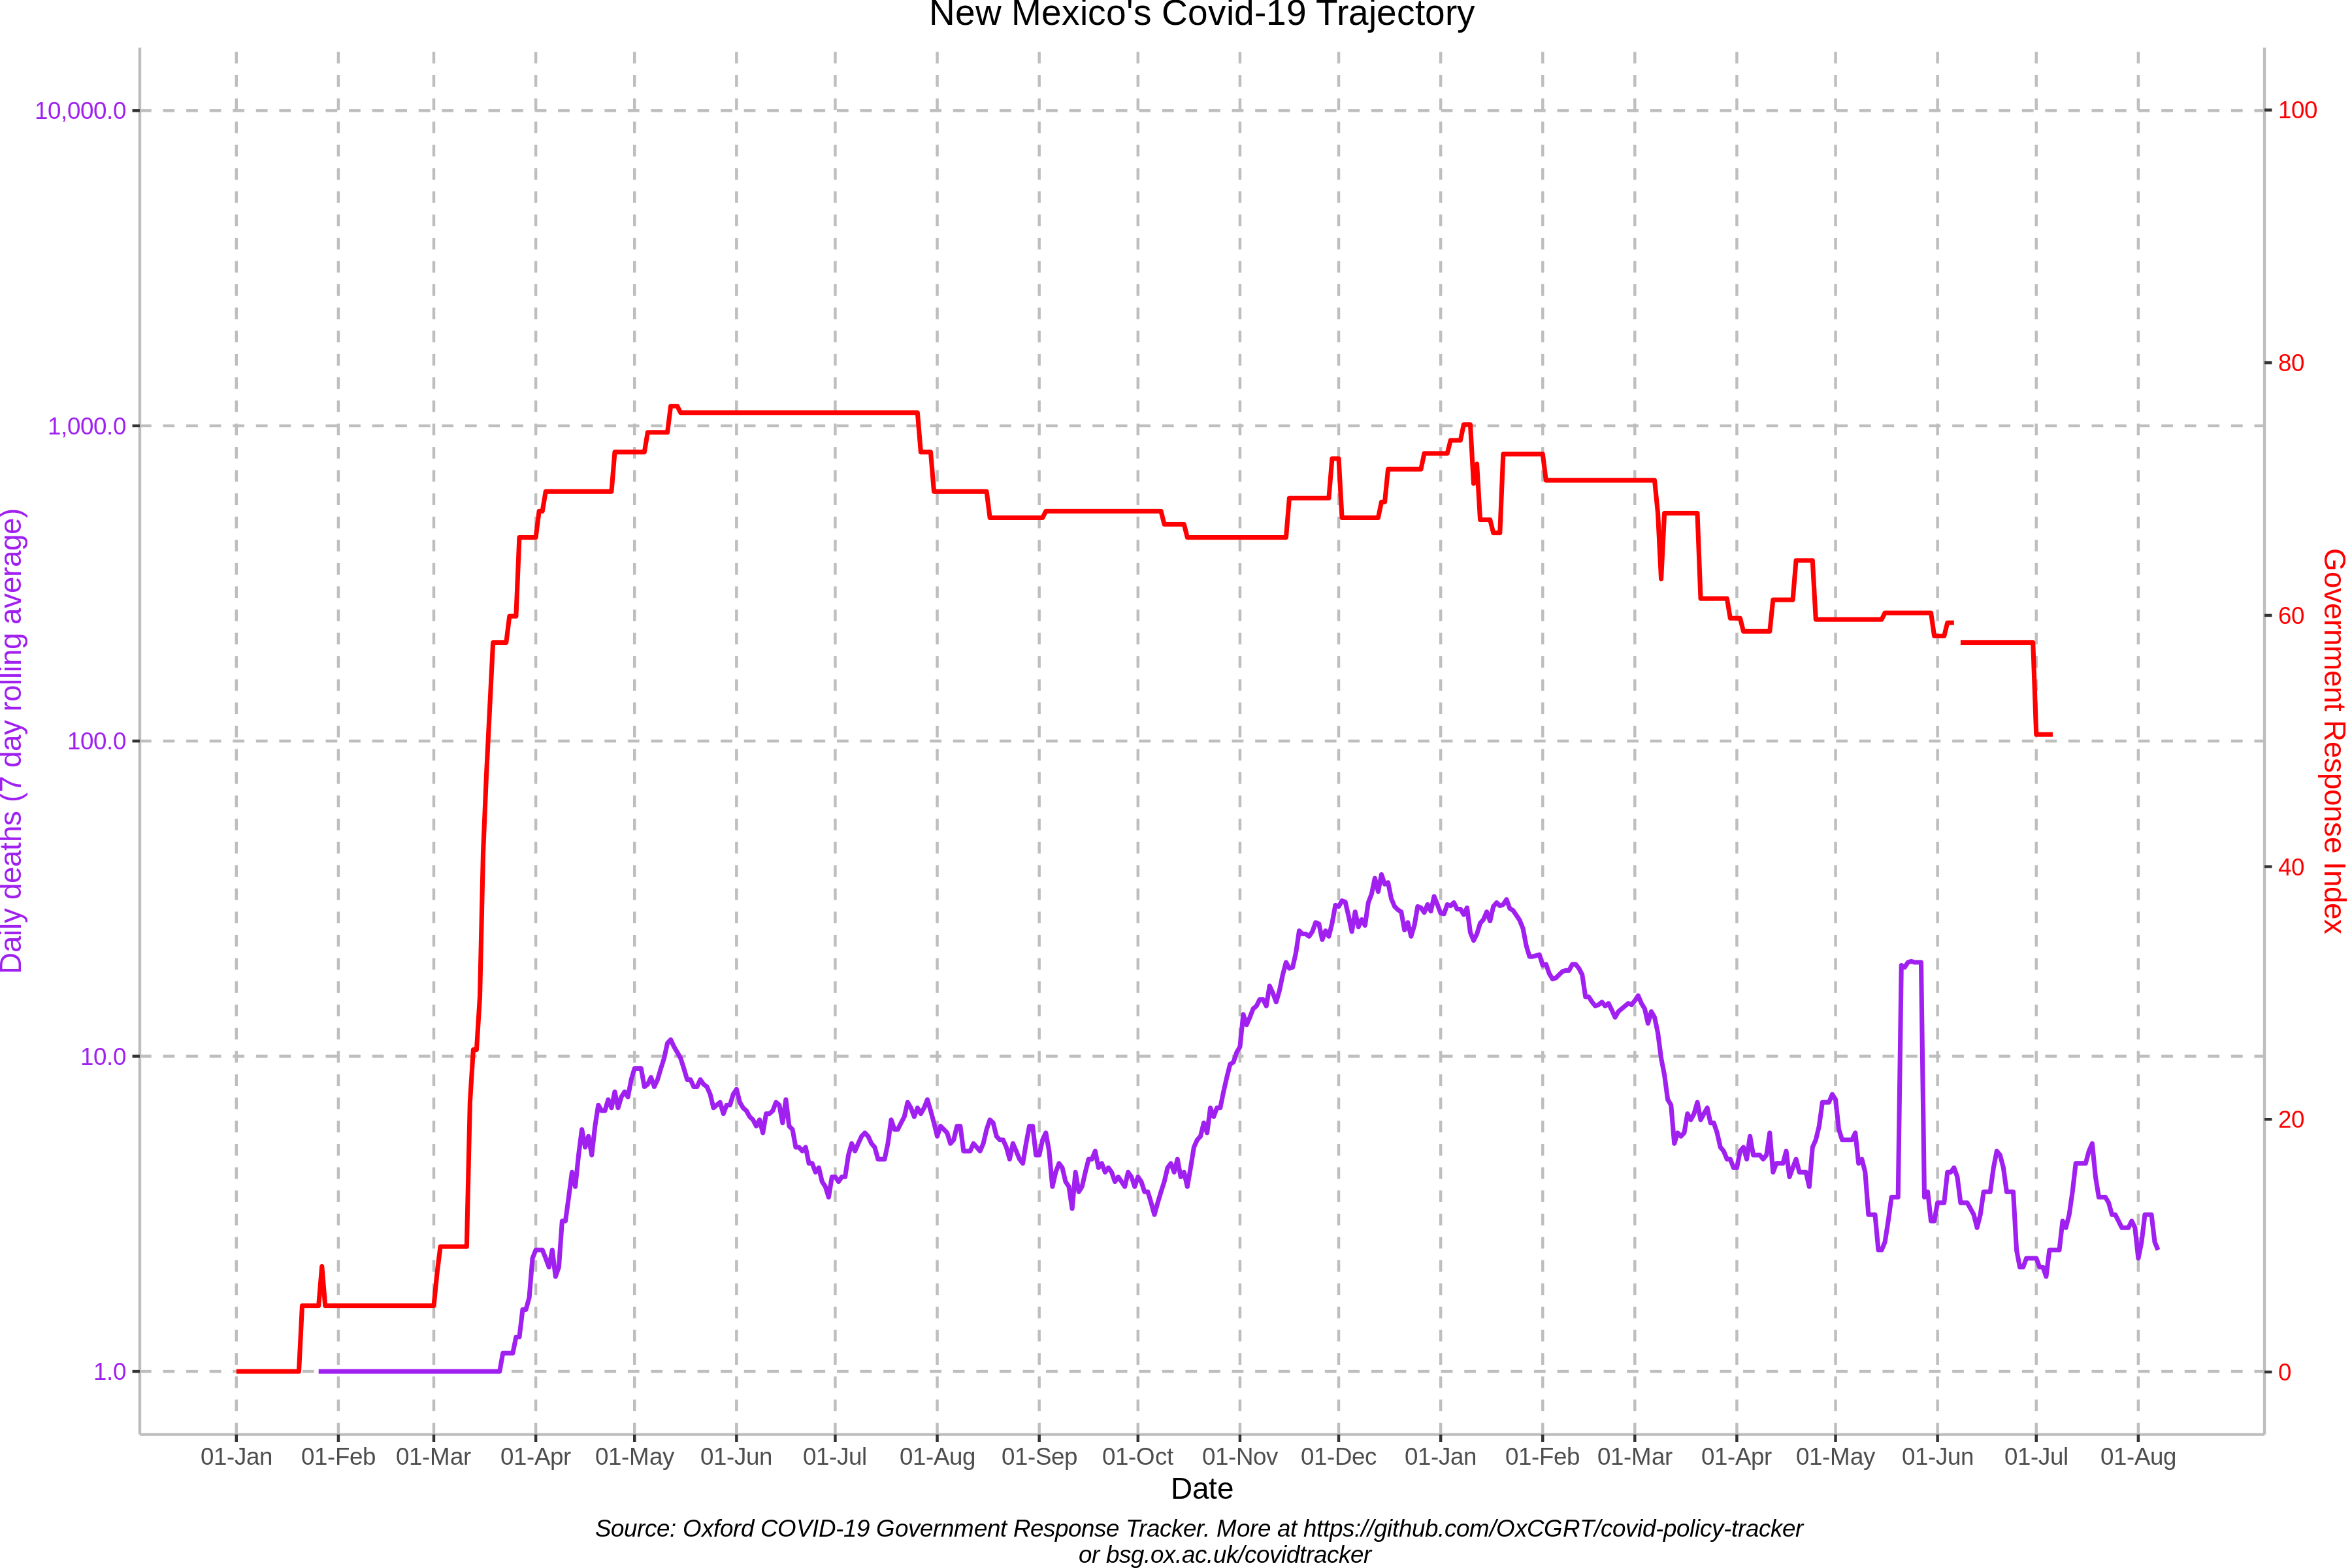 New Mexico's Covid-19 Trajectory
10,000.0
1,000.0
100.0
10.0
1.0
Daily deaths (7 day rolling average)
100
80
60
40
20
0
Government Response Index
01-Jan 01-Feb 01-Mar 01-Apr 01-May 01-Jun 01-Jul 01-Aug 01-Sep 01-Oct 01-Nov 01-Dec 01-Jan 01-Feb 01-Mar 01-Apr 01-May 01-Jun 01-Jul 01-Aug
Date
Source: Oxford COVID-19 Government Response Tracker. More at https://github.com/OxCGRT/covid-policy-tracker
or bsg.ox.ac.uk/covidtracker